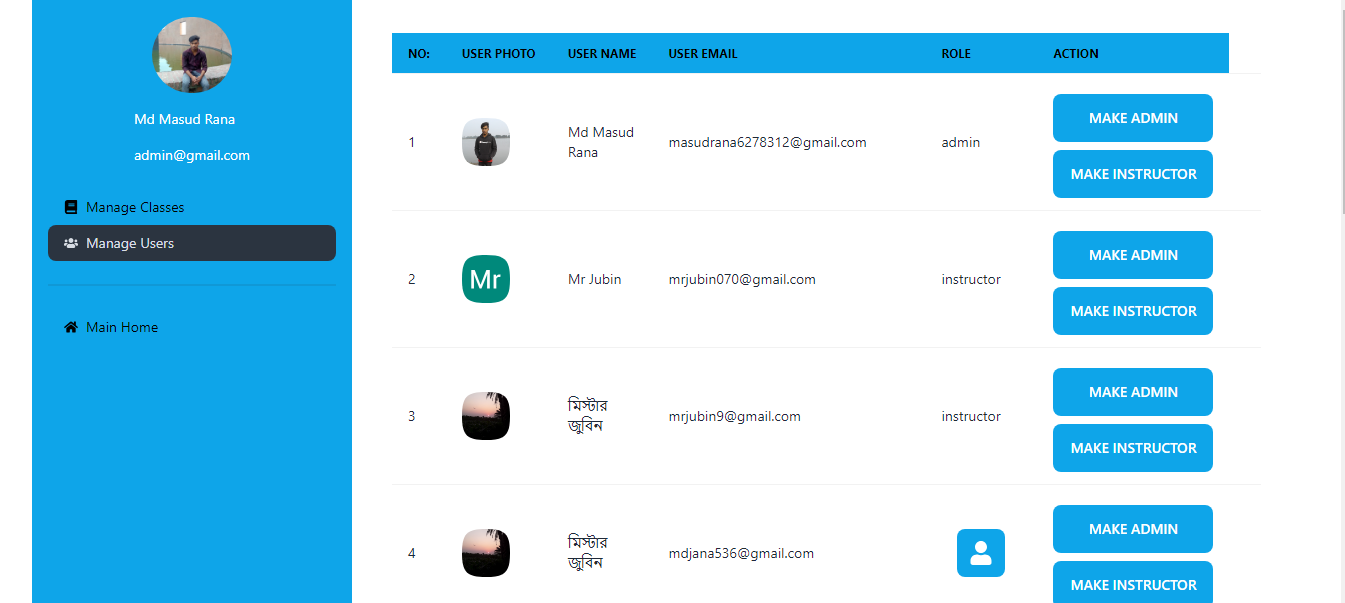 Md Masud Rana
admin@gmail.com
Manage Classes
Manage Users
Main Home
NO: USER PHOTO USER NAME USER EMAIL ROLE ACTION
1 Md Masud Rana masudrana6278312@gmail.com admin MAKE ADMIN MAKE INSTRUCTOR
2 Mr Mr Jubin mrjubin070@gmail.com instructor MAKE ADMIN MAKE INSTRUCTOR
3 মিস্টার জুবিন mrjubin9@gmail.com instructor MAKE ADMIN MAKE INSTRUCTOR
4 মিস্টার জুবিন mdjana536@gmail.com MAKE ADMIN MAKE INSTRUCTOR